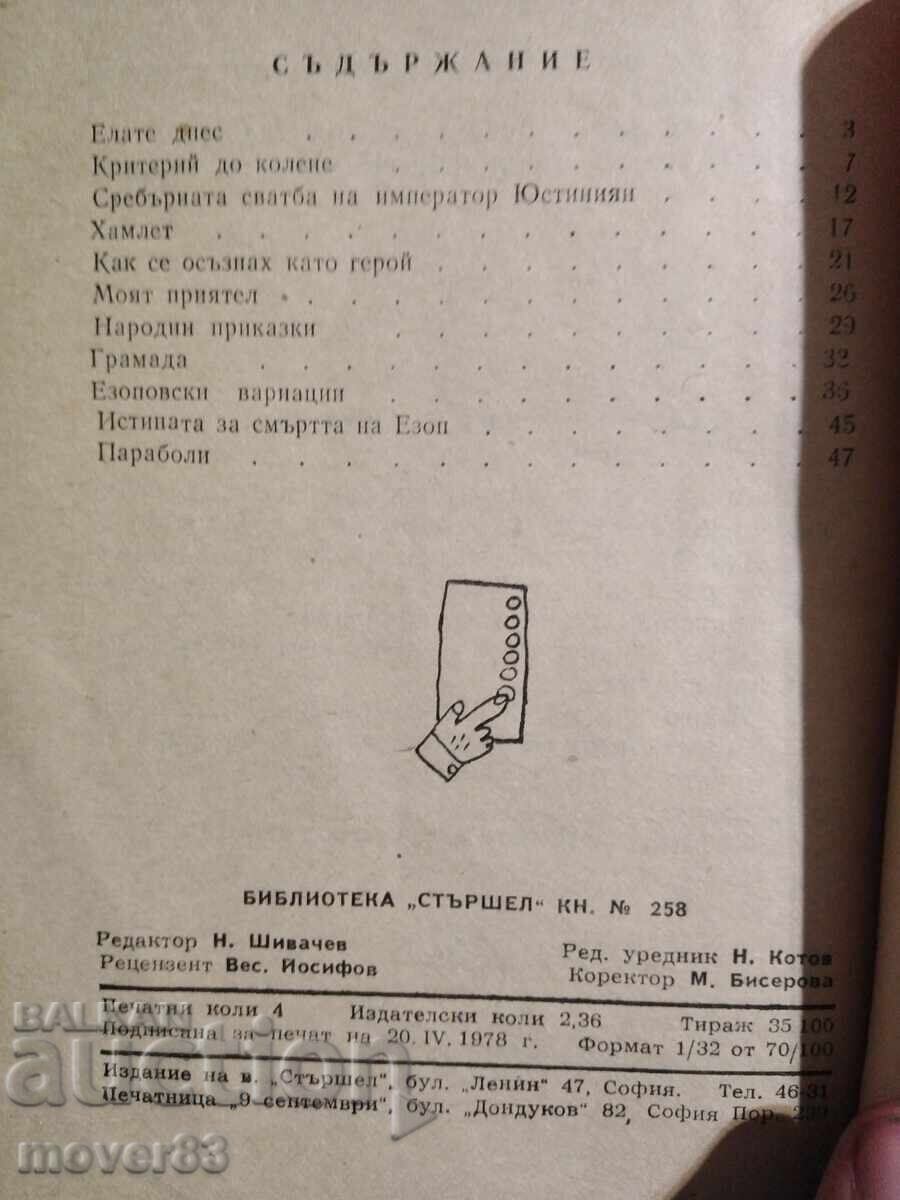 СЪДЪРЖАНИЕ
Елате днес . . . . . . . . . . . . 3
Критерий до колене . . . . . . . . . . 7
Сребърната сватба на император Юстиниян . . . . 12
Хамлет . . . . . . . . . . . . . . 17
Как се осъзнах като герой . . . . . . . . . 21
Моят приятел . . . . . . . . . . . . 26
Народни приказки . . . . . . . . . . 29
Грамада . . . . . . . . . . . . . 32
Езоповски вариации . . . . . . . . . . 36
Истината за смъртта на Езоп . . . . . . . . 45
Параболи . . . . . . . . . . . . . 47
БИБЛИОТЕКА „СТЪРШЕЛ“ КН. № 258
Редактор Н. Шивачев Ред. уредник Н. Котов
Рецензент Вес. Йосифов Коректор М. Бисерова
Печатни коли 4 Издателски коли 2,36 Тираж 35 100
Подписана за печат на 20. IV. 1978 г. Формат 1/32 от 70/100
Издание на в. „Стършел“, бул. „Ленин“ 47, София. Тел. 46-31
Печатница „9 септември“, бул. „Дондуков“ 82, София Пор.
auction
mover83